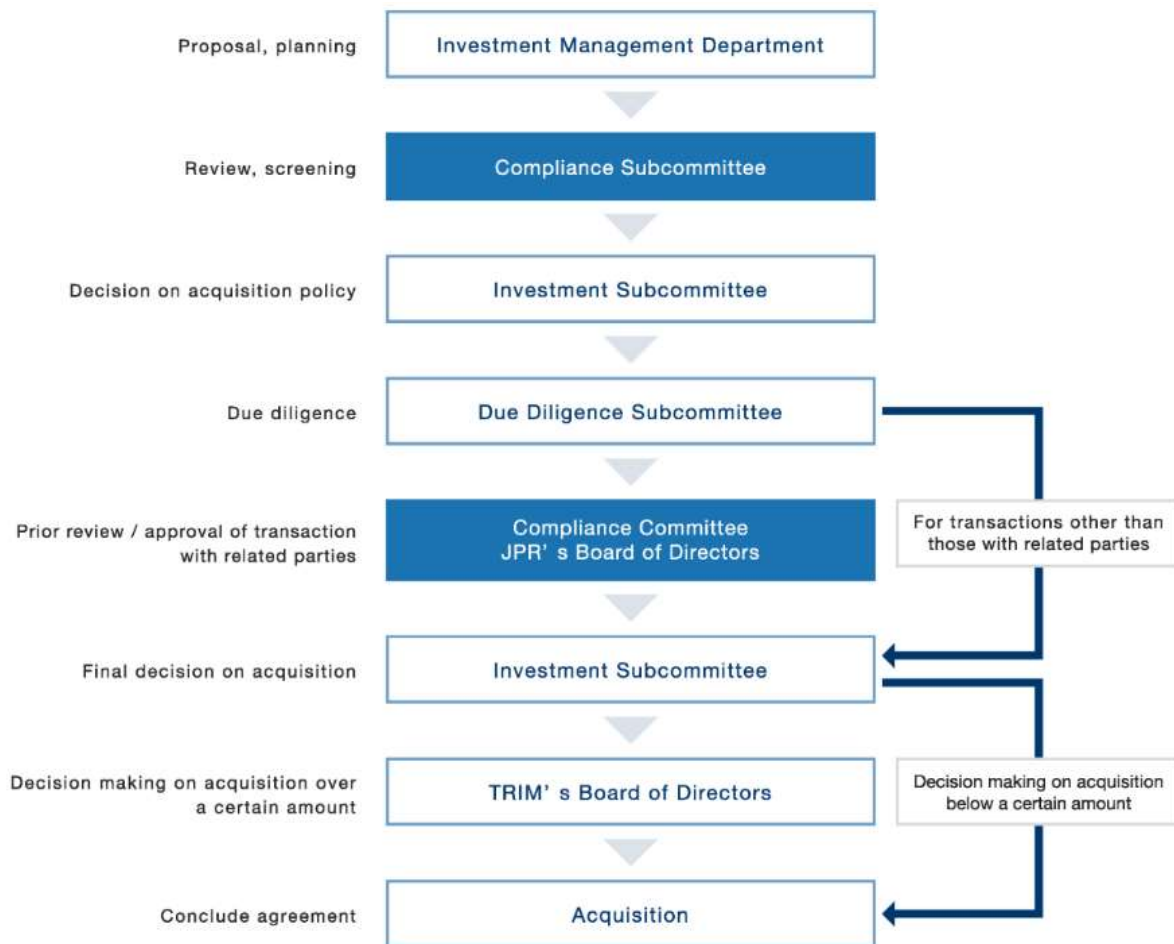 Proposal, planning
Investment Management Department
Review, screening
Compliance Subcommittee
Decision on acquisition policy
Investment Subcommittee
Due diligence
Due Diligence Subcommittee
Prior review / approval of transaction
with related parties
Compliance Committee
JPR' s Board of Directors
For transactions other than
those with related parties
Final decision on acquisition
Investment Subcommittee
Decision making on acquisition over
a certain amount
TRIM' s Board of Directors
Decision making on acquisition
below a certain amount
Conclude agreement
Acquisition